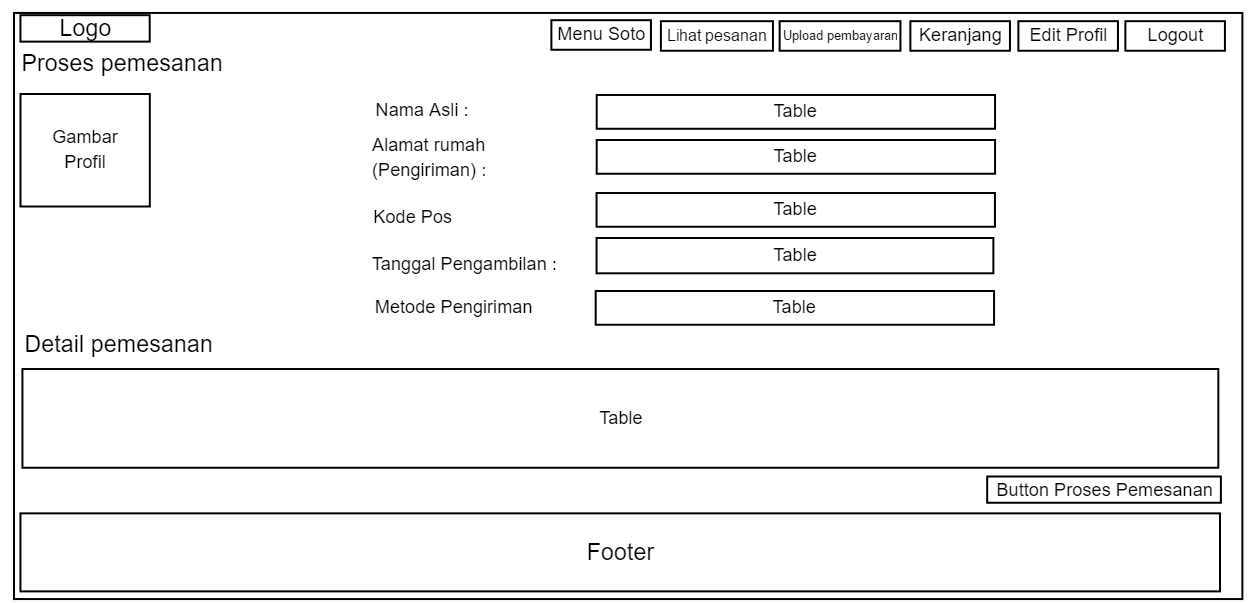 Logo
Menu Soto
Lihat pesanan
Upload pembayaran
Keranjang
Edit Profil
Logout
Proses pemesanan
Gambar
Profil
Nama Asli :
Table
Alamat rumah
(Pengiriman) :
Table
Kode Pos
Table
Tanggal Pengambilan :
Table
Metode Pengiriman
Table
Detail pemesanan
Table
Button Proses Pemesanan
Footer